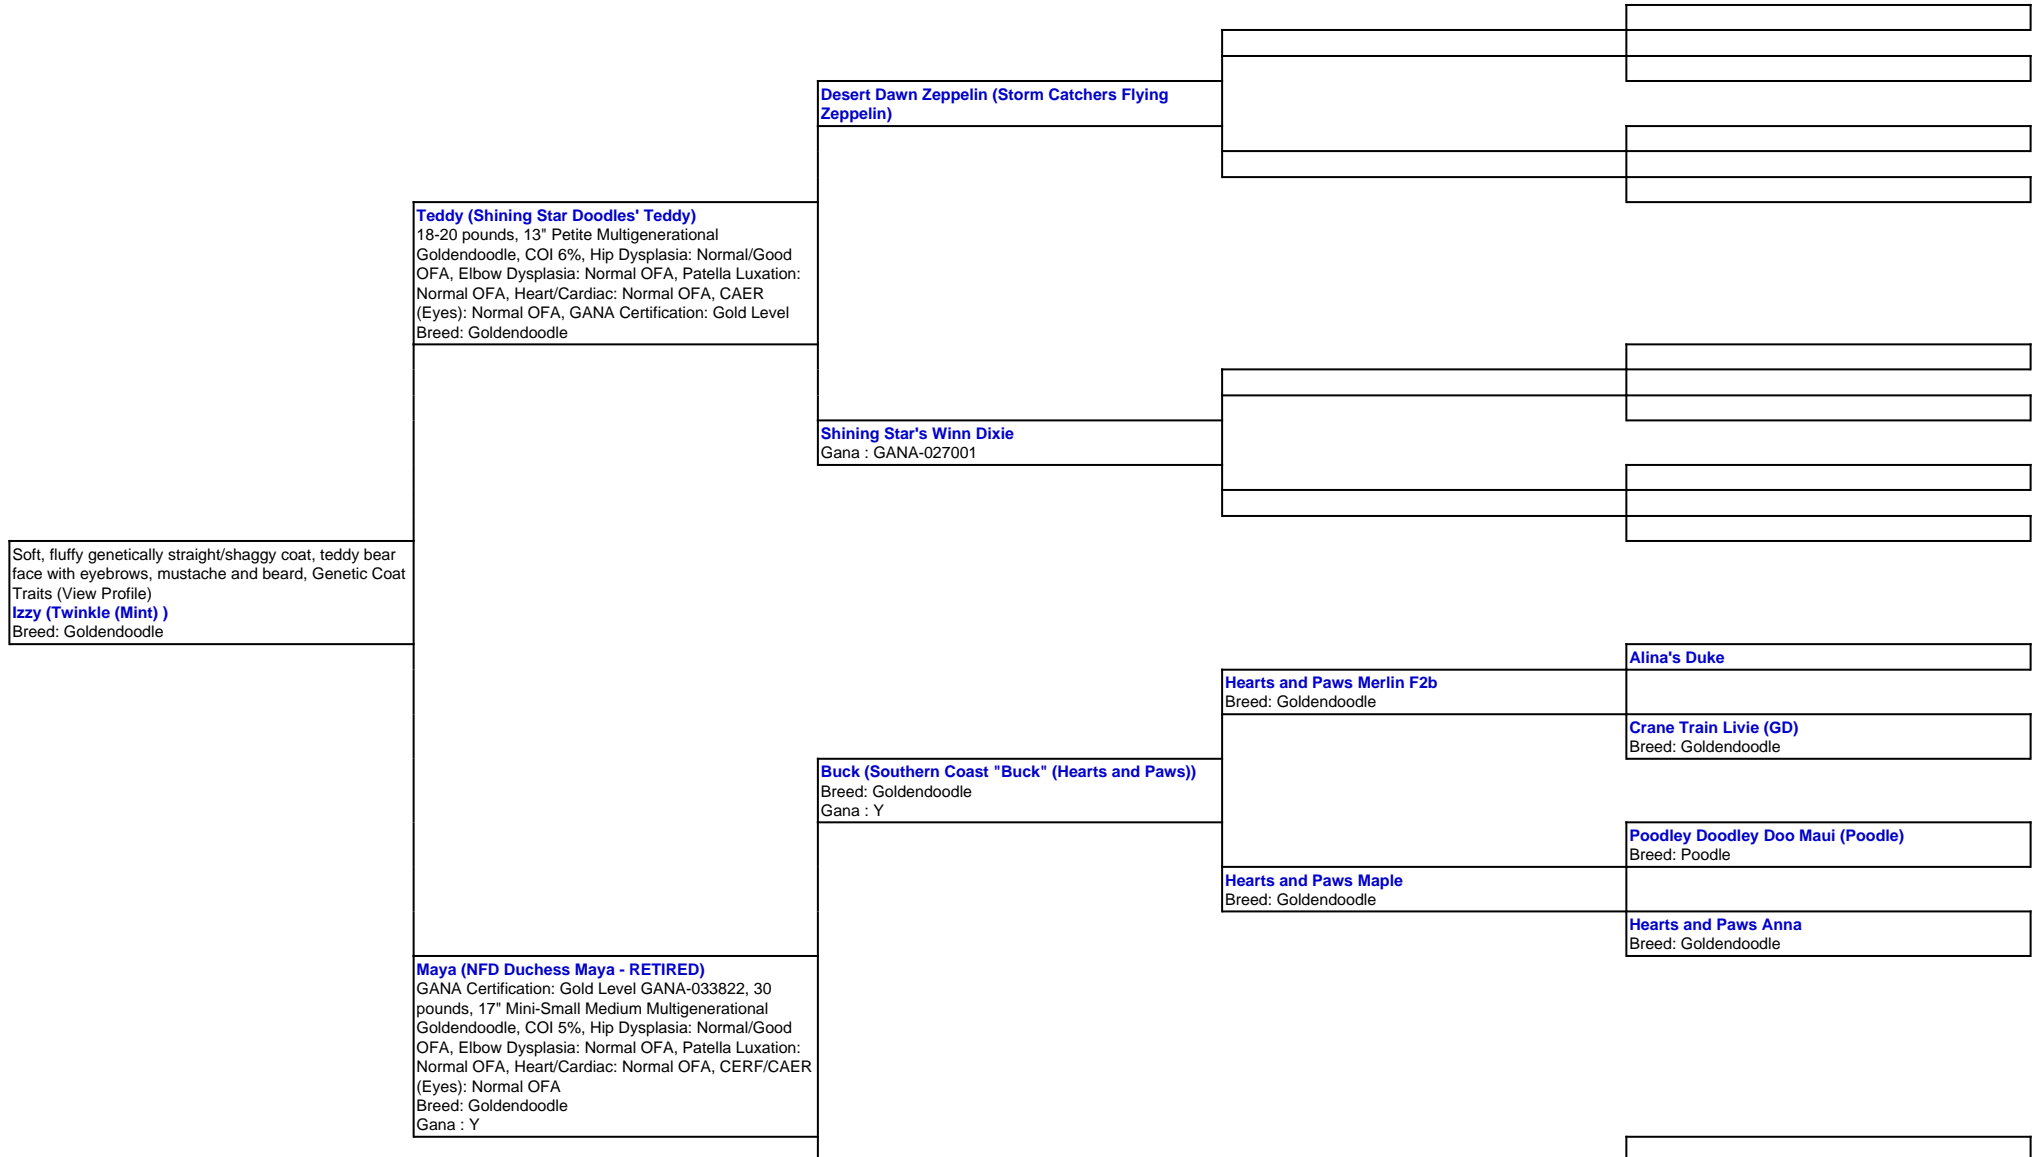 Desert Dawn Zeppelin (Storm Catchers Flying
Zeppelin)
Teddy (Shining Star Doodles' Teddy)
18-20 pounds, 13" Petite Multigenerational
Goldendoodle, COI 6%, Hip Dysplasia: Normal/Good
OFA, Elbow Dysplasia: Normal OFA, Patella Luxation:
Normal OFA, Heart/Cardiac: Normal OFA, CAER
(Eyes): Normal OFA, GANA Certification: Gold Level
Breed: Goldendoodle
Shining Star's Winn Dixie
Gana : GANA-027001
Soft, fluffy genetically straight/shaggy coat, teddy bear
face with eyebrows, mustache and beard, Genetic Coat
Traits (View Profile)
Izzy (Twinkle (Mint) )
Breed: Goldendoodle
Alina's Duke
Hearts and Paws Merlin F2b
Breed: Goldendoodle
Crane Train Livie (GD)
Breed: Goldendoodle
Buck (Southern Coast "Buck" (Hearts and Paws))
Breed: Goldendoodle
Gana : Y
Poodley Doodley Doo Maui (Poodle)
Breed: Poodle
Hearts and Paws Maple
Breed: Goldendoodle
Hearts and Paws Anna
Breed: Goldendoodle
Maya (NFD Duchess Maya - RETIRED)
GANA Certification: Gold Level GANA-033822, 30
pounds, 17" Mini-Small Medium Multigenerational
Goldendoodle, COI 5%, Hip Dysplasia: Normal/Good
OFA, Elbow Dysplasia: Normal OFA, Patella Luxation:
Normal OFA, Heart/Cardiac: Normal OFA, CERF/CAER
(Eyes): Normal OFA
Breed: Goldendoodle
Gana : Y